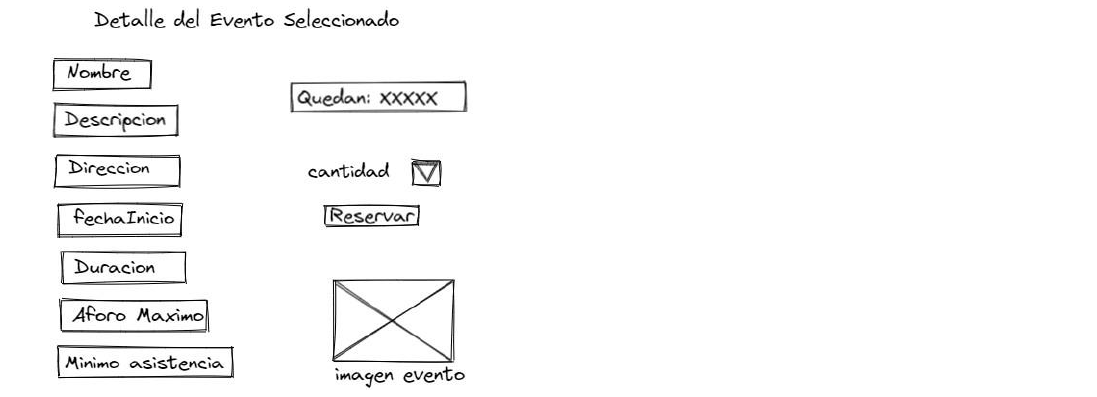 Detalle del Evento Seleccionado
Nombre
Descripcion
Direccion
fechaInicio
Duracion
Aforo Maximo
Minimo asistencia
Quedan: XXXXX
cantidad
Reservar
imagen evento